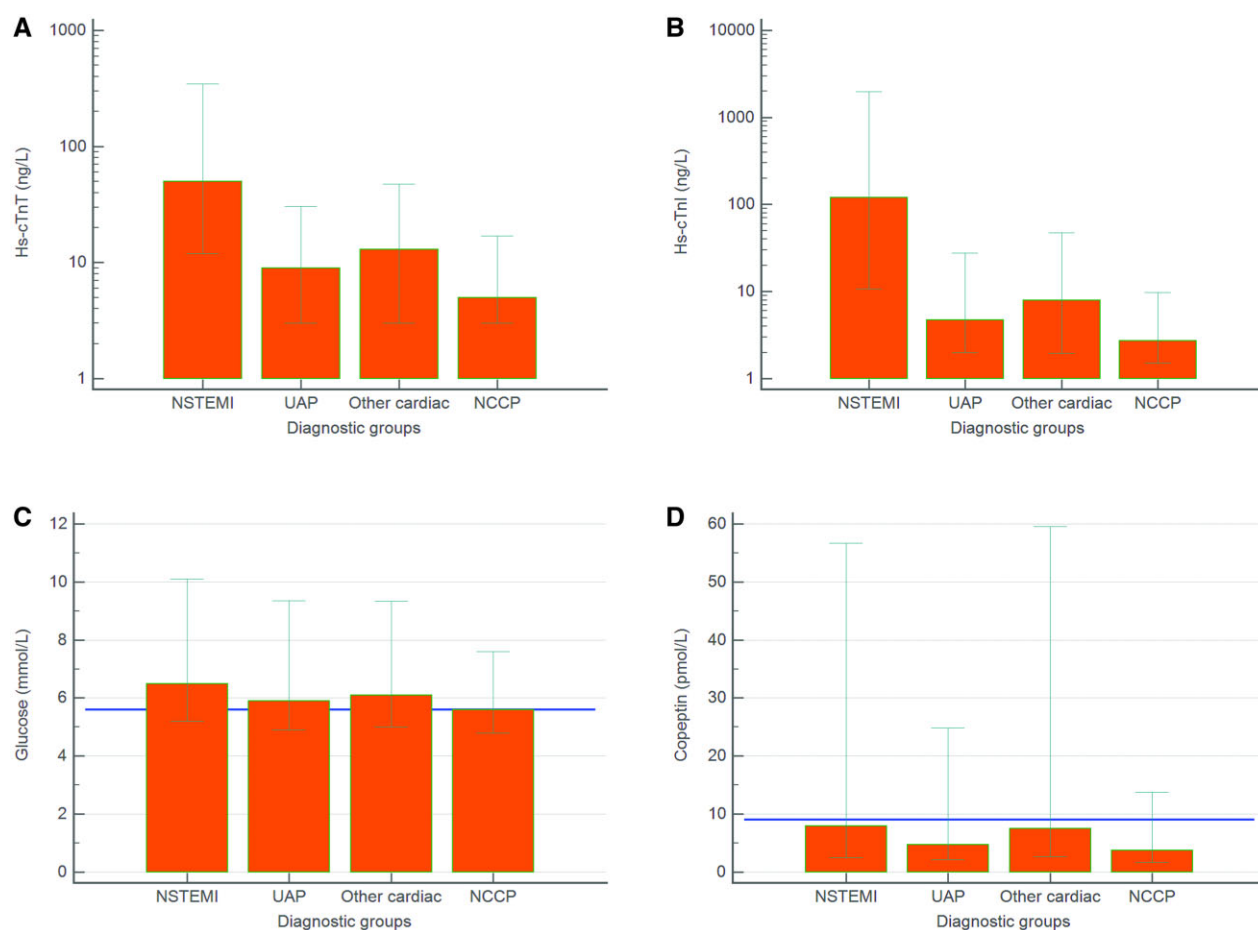 A
Hs-cTnT (ng/L)
1000
100
10
1
NSTEMI UAP Other cardiac NCCP
Diagnostic groups
B
Hs-cTnI (ng/L)
10000
1000
100
10
1
NSTEMI UAP Other cardiac NCCP
Diagnostic groups
C
Glucose (mmol/L)
12
10
8
6
4
2
0
NSTEMI UAP Other cardiac NCCP
Diagnostic groups
D
Copeptin (pmol/L)
60
50
40
30
20
10
0
NSTEMI UAP Other cardiac NCCP
Diagnostic groups